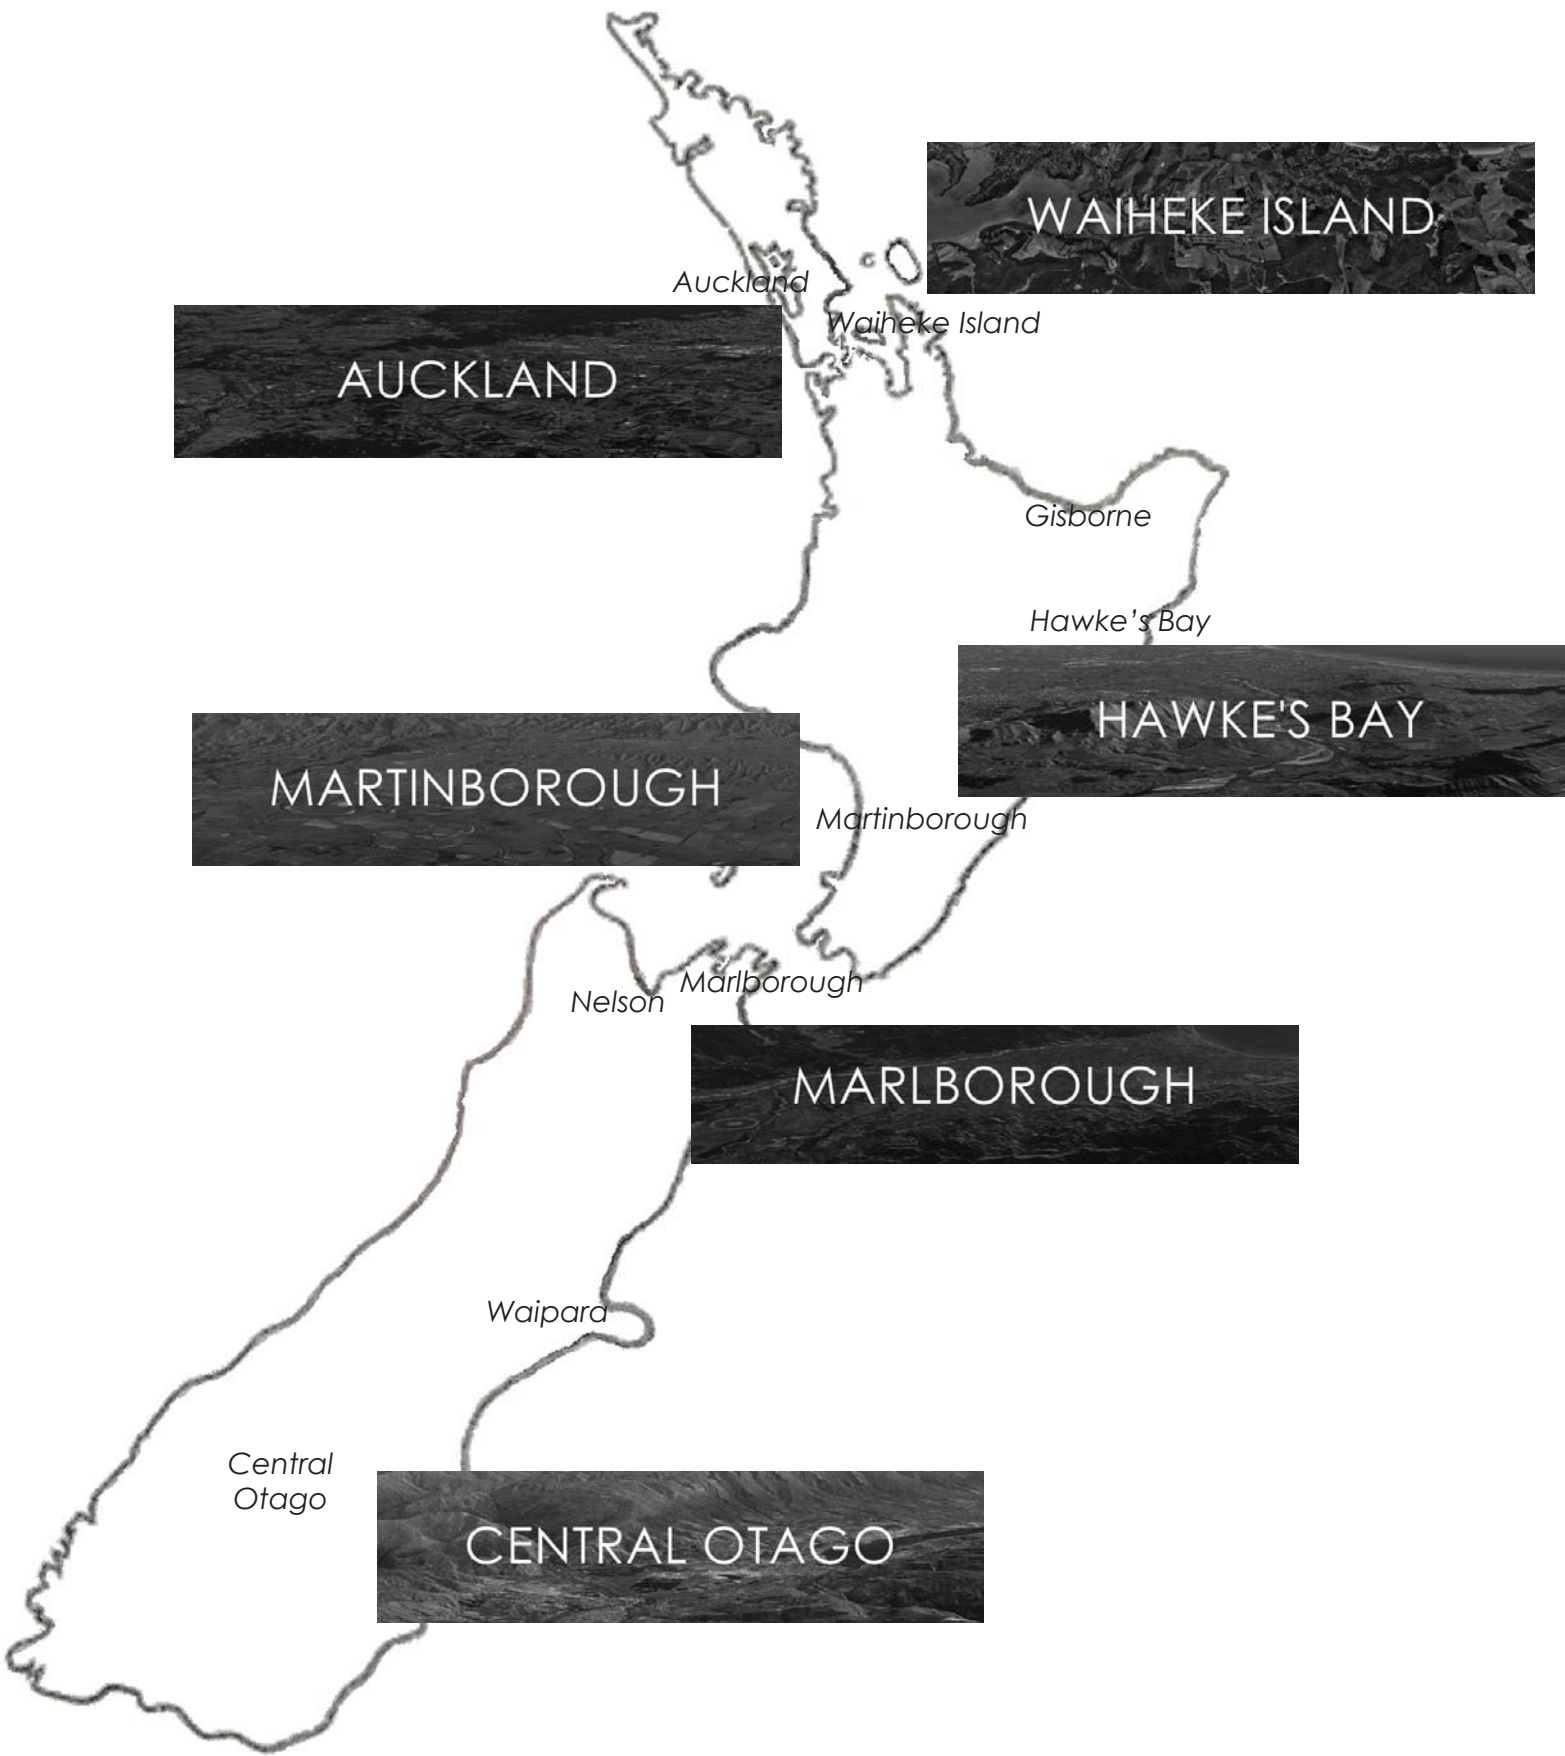 WAIHEKE ISLAND
Auckland
Waiheke Island
AUCKLAND
Gisborne
Hawke’s Bay
HAWKE'S BAY
MARTINBOROUGH
Martinborough
Marlborough
Nelson
MARLBOROUGH
Waipara
Central
Otago
CENTRAL OTAGO